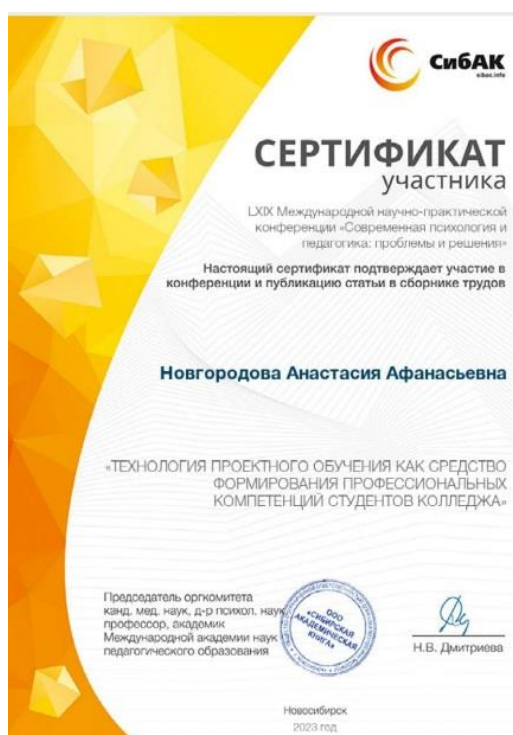 СибАК
sibac.info
СЕРТИФИКАТ
участника
LXIX Международной научно-практической
конференции «Современная психология и
педагогика: проблемы и решения»
Настоящий сертификат подтверждает участие в
конференции и публикацию статьи в сборнике трудов
Новгородова Анастасия Афанасьевна
«ТЕХНОЛОГИЯ ПРОЕКТНОГО ОБУЧЕНИЯ КАК СРЕДСТВО
ФОРМИРОВАНИЯ ПРОФЕССИОНАЛЬНЫХ
КОМПЕТЕНЦИЙ СТУДЕНТОВ КОЛЛЕДЖА»
Председатель оргкомитета
канд. мед. наук, д-р психол. наук,
профессор, академик
Международной академии наук
педагогического образования
ООО
«СИБИРСКАЯ
АКАДЕМИЧЕСКАЯ
КНИГА»
Н.В. Дмитриева
Новосибирск
2023 год